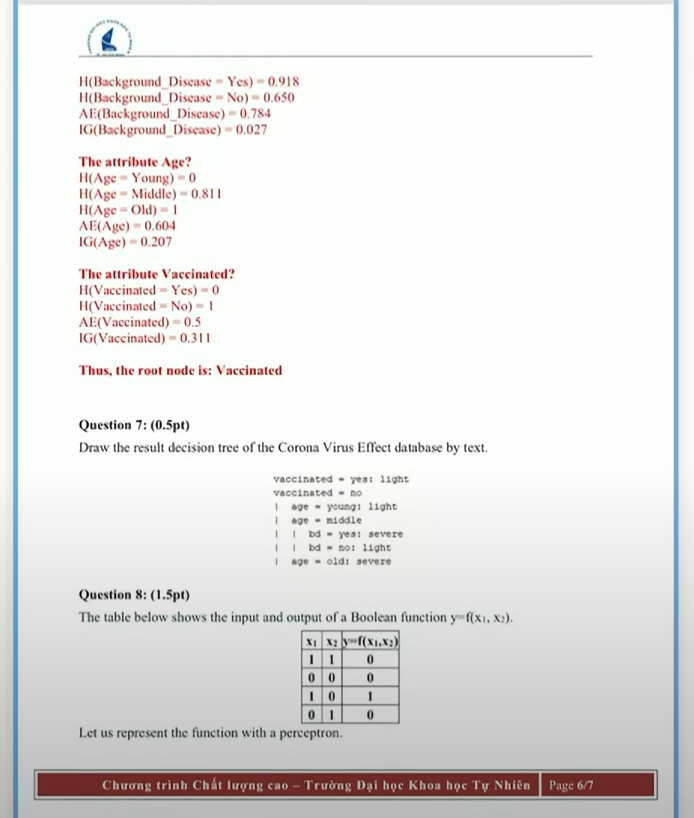 H(Background_Disease = Yes) = 0.918
H(Background_Disease = No) = 0.650
AE(Background_Disease) = 0.784
IG(Background_Disease) = 0.027
The attribute Age?
H(Age = Young) = 0
H(Age = Middle) = 0.811
H(Age = Old) = 1
AE(Age) = 0.604
IG(Age) = 0.207
The attribute Vaccinated?
H(Vaccinated = Yes) = 0
H(Vaccinated = No) = 1
AE(Vaccinated) = 0.5
IG(Vaccinated) = 0.311
Thus, the root node is: Vaccinated
Question 7: (0.5pt)
Draw the result decision tree of the Corona Virus Effect database by text.
vaccinated = yes: light
vaccinated = no
| age = young: light
| age = middle
| | bd = yes: severe
| | bd = no: light
| age = old: severe
Question 8: (1.5pt)
The table below shows the input and output of a Boolean function y=f(x₁, x₂).
x₁ x₂ y=f(x₁,x₂)
1 1 0
0 0 0
1 0 1
0 1 0
Let us represent the function with a perceptron.
Chương trình Chất lượng cao – Trường Đại học Khoa học Tự Nhiên Page 6/7